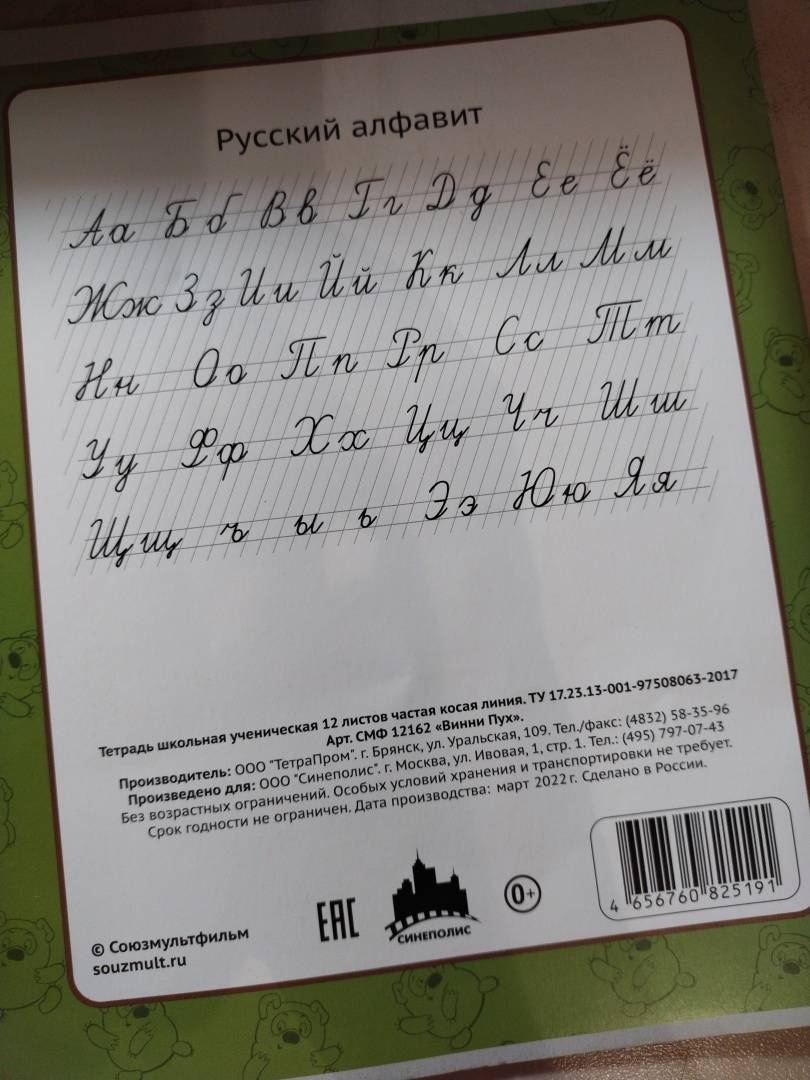 Русский алфавит
Аа Бб Вв Гг Дд Ее Ёё
Жж Зз Ии Йй Кк Лл Мм
Нн Оо Пп Рр Сс Тт
Уу Фф Хх Цц Чч Шш
Щщ ъ ы ь Ээ Юю Яя
Тетрадь школьная ученическая 12 листов частая косая линия. ТУ 17.23.13-001-97508063-2017
Арт. СМФ 12162 «Винни Пух».
Производитель: ООО "ТетраПром". г. Брянск, ул. Уральская, 109. Тел./факс: (4832) 58-35-96
Произведено для: ООО "Синеполис". г. Москва, ул. Ивовая, 1, стр. 1. Тел.: (495) 797-07-43
Без возрастных ограничений. Особых условий хранения и транспортировки не требует.
Срок годности не ограничен. Дата производства: март 2022 г. Сделано в России.
© Союзмультфильм
souzmult.ru
ЕАС
СИНЕПОЛИС
0+
4 656760 825191